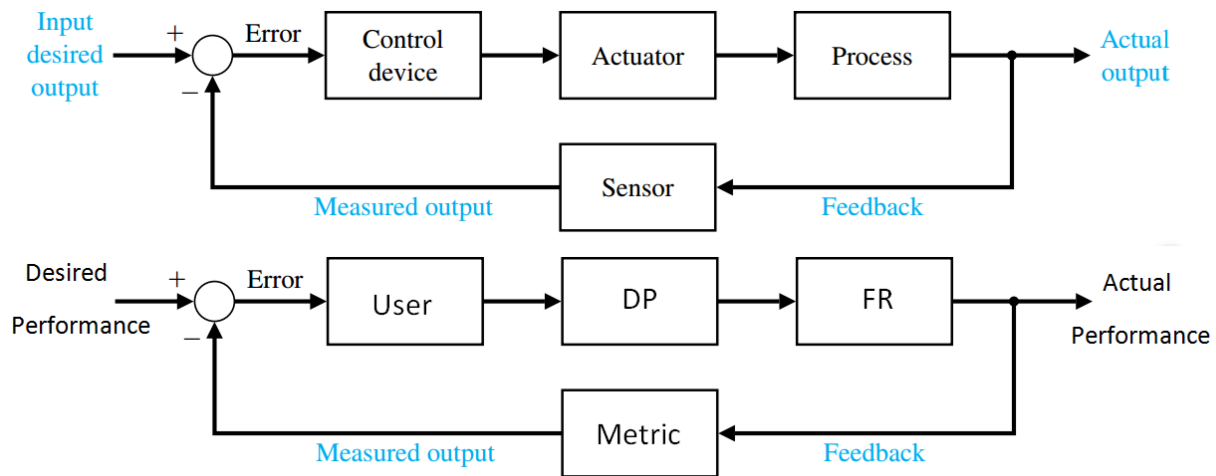 Input
desired
output
+
−
Error
Control
device
Actuator
Process
Actual
output
Sensor
Measured output
Feedback
Desired
Performance
+
−
Error
User
DP
FR
Actual
Performance
Metric
Measured output
Feedback